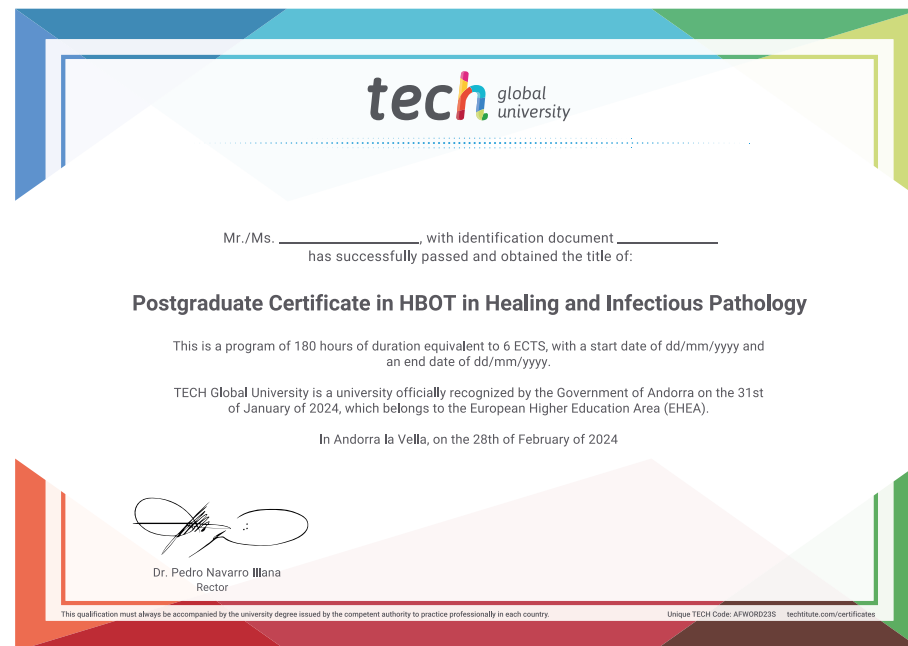 tech global
university
Mr./Ms. ______________, with identification document __________
has successfully passed and obtained the title of:
Postgraduate Certificate in HBOT in Healing and Infectious Pathology
This is a program of 180 hours of duration equivalent to 6 ECTS, with a start date of dd/mm/yyyy and
an end date of dd/mm/yyyy.
TECH Global University is a university officially recognized by the Government of Andorra on the 31st
of January of 2024, which belongs to the European Higher Education Area (EHEA).
In Andorra la Vella, on the 28th of February of 2024
Dr. Pedro Navarro Illana
Rector
This qualification must always be accompanied by the university degree issued by the competent authority to practice professionally in each country. Unique TECH Code: AFWORD23S techtitute.com/certificates